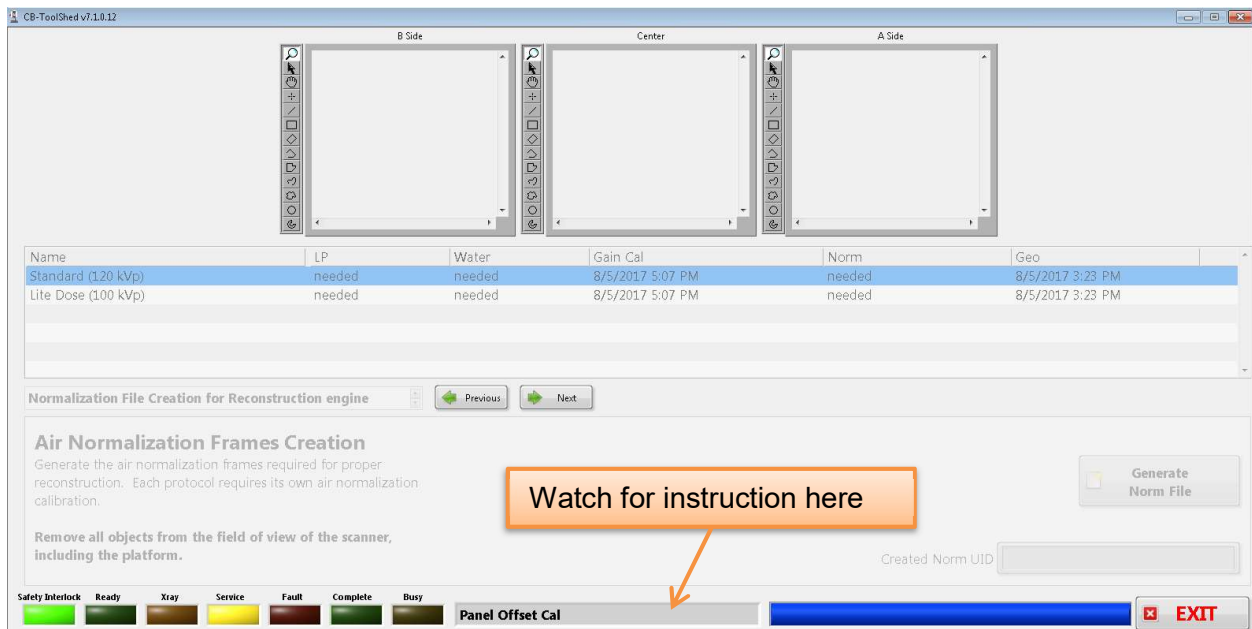 CB-ToolShed v7.1.0.12
B Side Center A Side
Name LP Water Gain Cal Norm Geo
Standard (120 kVp) needed needed 8/5/2017 5:07 PM needed 8/5/2017 3:23 PM
Lite Dose (100 kVp) needed needed 8/5/2017 5:07 PM needed 8/5/2017 3:23 PM
Normalization File Creation for Reconstruction engine Previous Next
Air Normalization Frames Creation
Generate the air normalization frames required for proper
reconstruction. Each protocol requires its own air normalization
calibration.
Remove all objects from the field of view of the scanner,
including the platform.
Watch for instruction here
Generate
Norm File
Created Norm UID
Safety Interlock Ready Xray Service Fault Complete Busy
Panel Offset Cal
EXIT